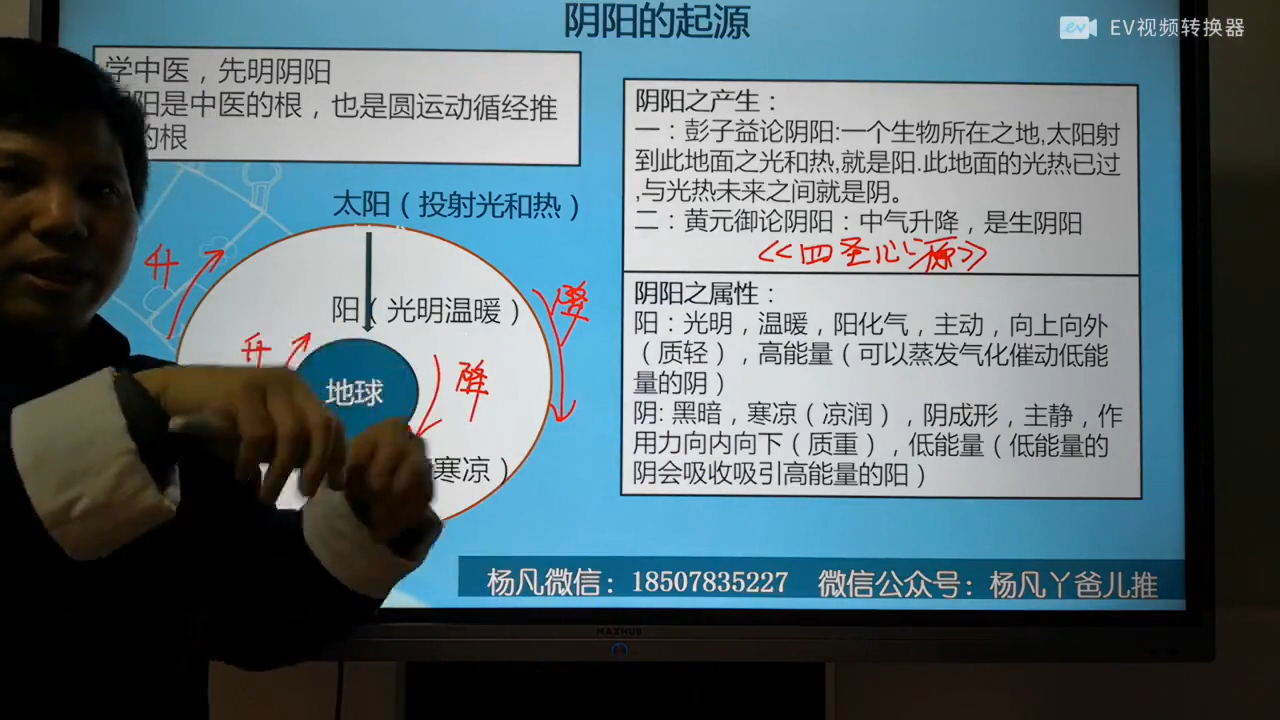 阴阳的起源
EV视频转换器
学中医，先明阴阳
阳是中医的根，也是圆运动循经推
的根
太阳（投射光和热）
升
降
阳（光明温暖）
升
降
地球
寒凉）
阴阳之产生：
一：彭子益论阴阳:一个生物所在之地,太阳射
到此地面之光和热,就是阳.此地面的光热已过
,与光热未来之间就是阴。
二：黄元御论阴阳：中气升降，是生阴阳
《四圣心源》
阴阳之属性：
阳：光明，温暖，阳化气，主动，向上向外
（质轻），高能量（可以蒸发气化催动低能
量的阴）
阴: 黑暗，寒凉（凉润），阴成形，主静，作
用力向内向下（质重），低能量（低能量的
阴会吸收吸引高能量的阳）
杨凡微信：18507835227 微信公众号：杨凡丫爸儿推
MAXHUB